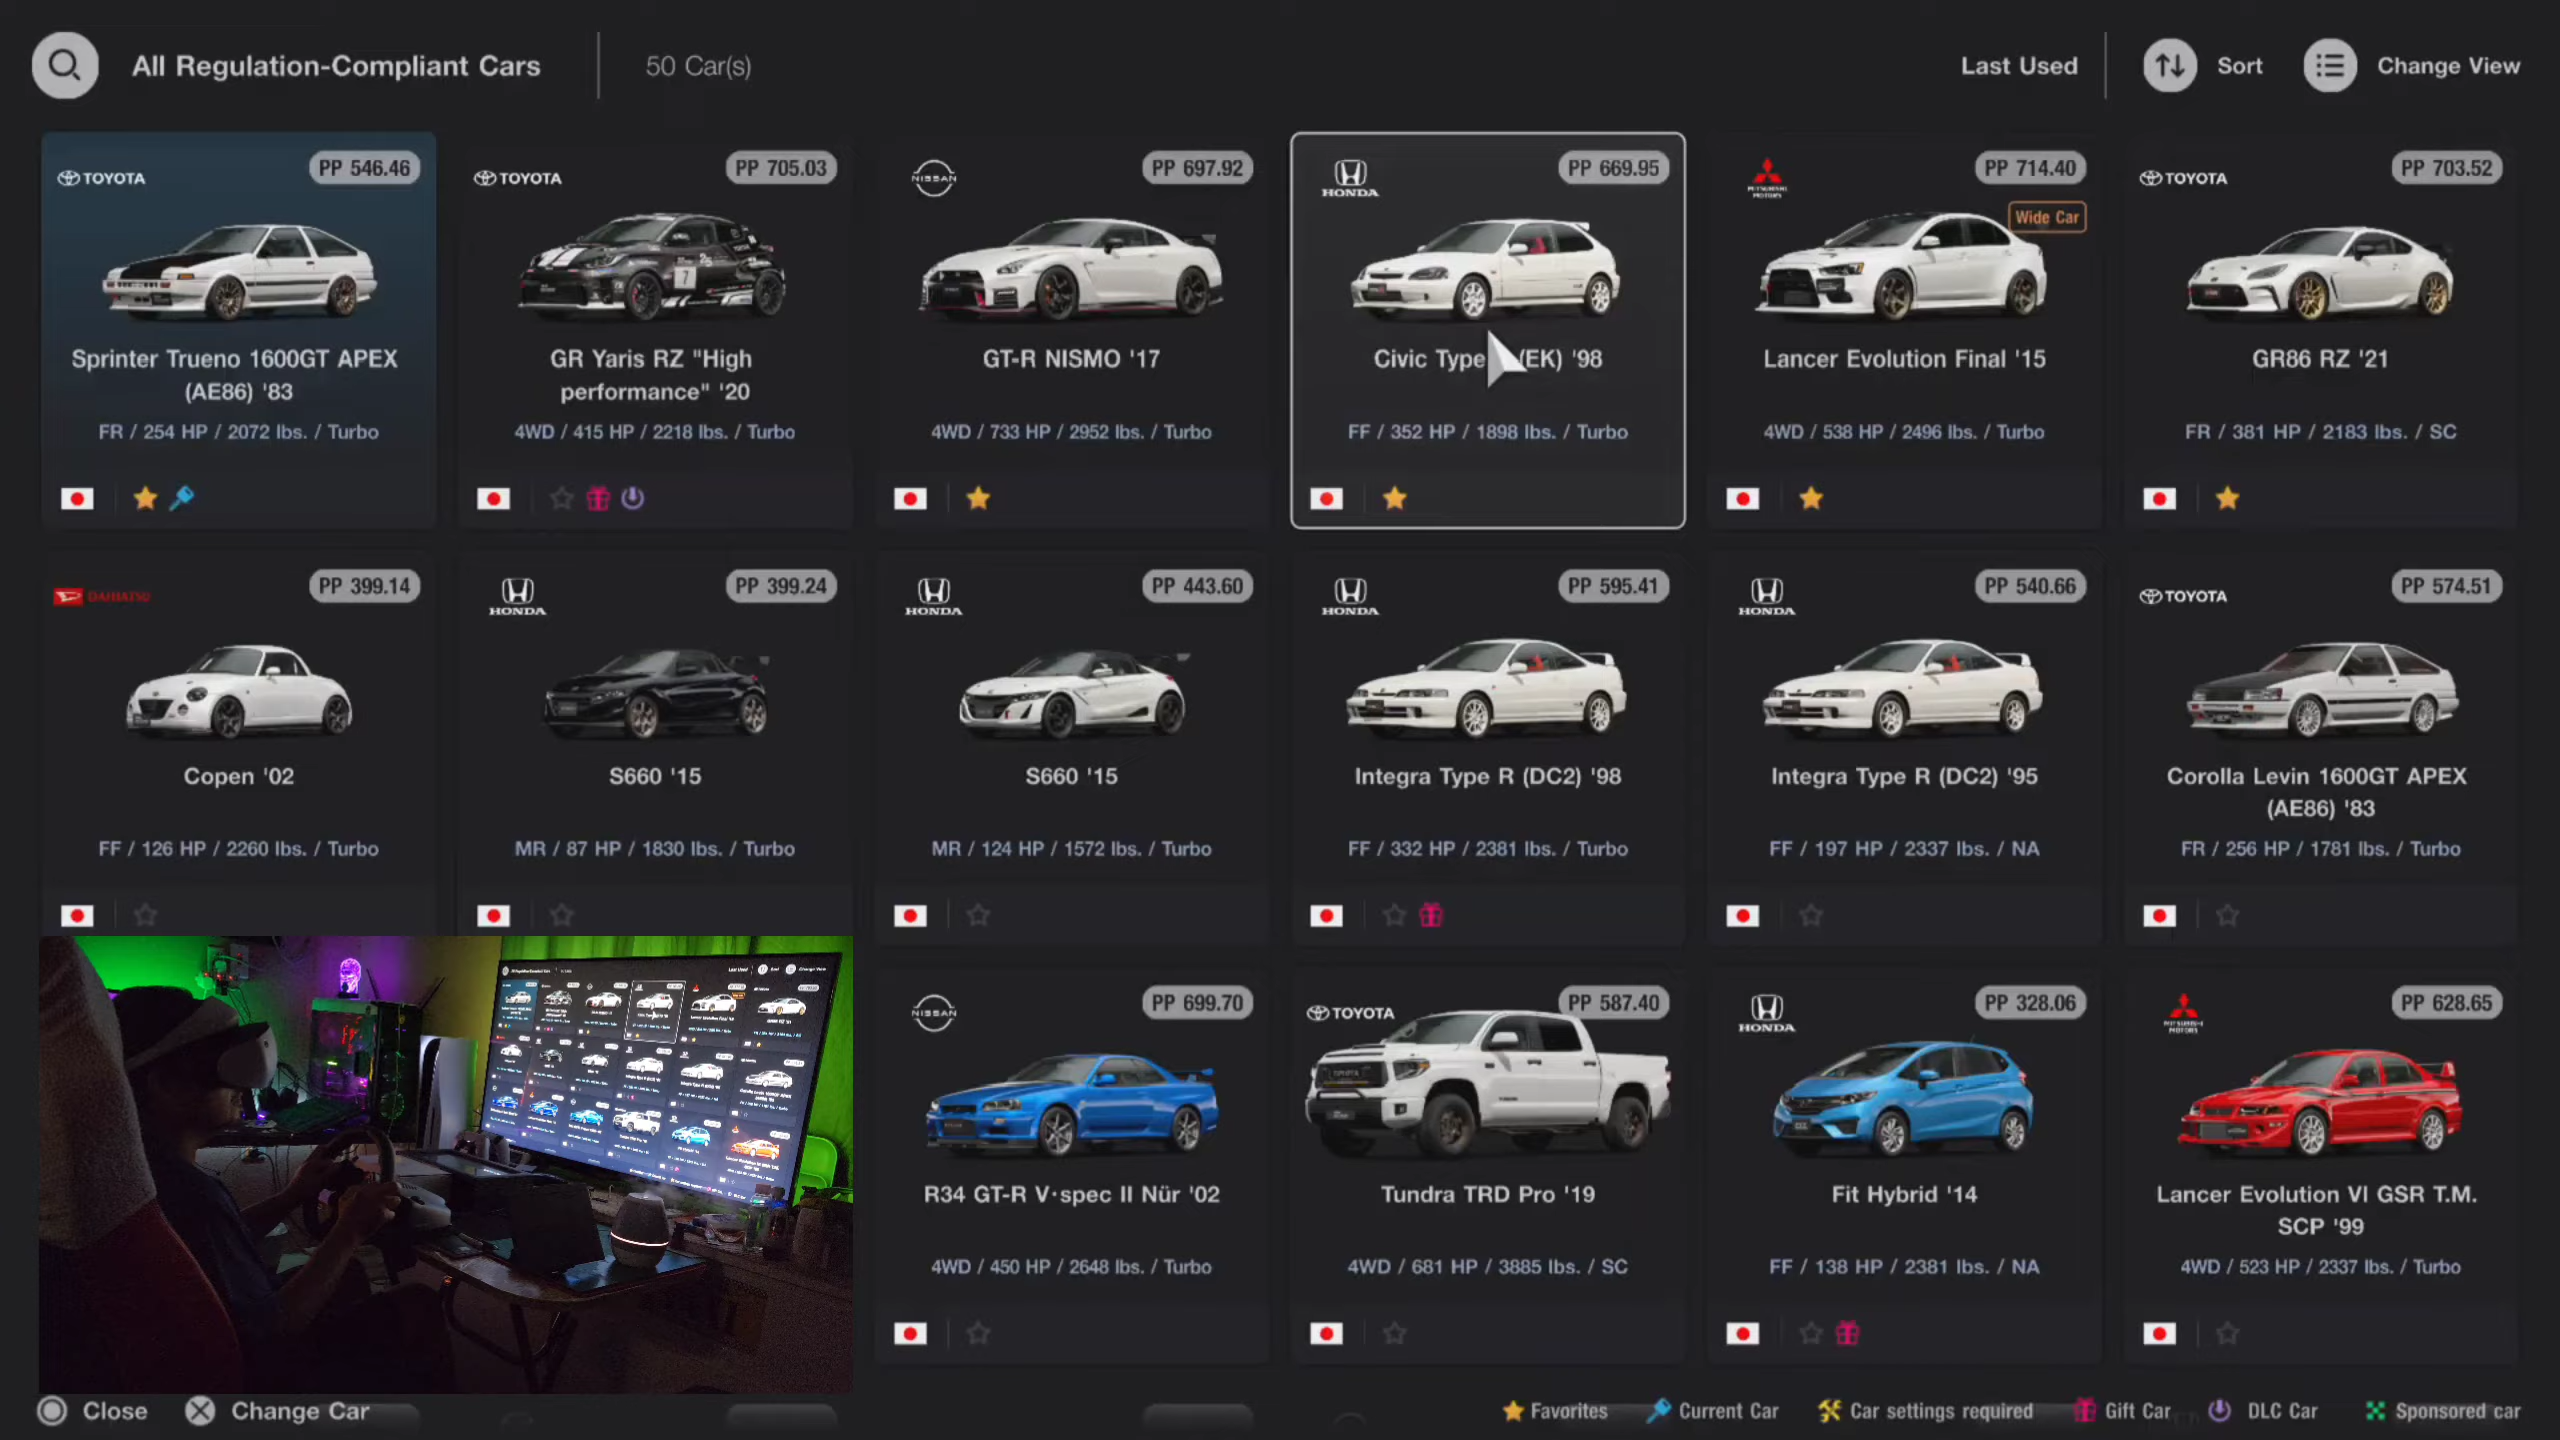 All Regulation-Compliant Cars
50 Car(s)
Last Used
Sort
Change View
TOYOTA
PP 546.46
Sprinter Trueno 1600GT APEX
(AE86) '83
FR / 254 HP / 2072 lbs. / Turbo
TOYOTA
PP 705.03
GR Yaris RZ "High
performance" '20
4WD / 415 HP / 2218 lbs. / Turbo
NISSAN
PP 697.92
GT-R NISMO '17
4WD / 733 HP / 2952 lbs. / Turbo
HONDA
PP 669.95
Civic Type (EK) '98
FF / 352 HP / 1898 lbs. / Turbo
MITSUBISHI
MOTORS
PP 714.40
Wide Car
Lancer Evolution Final '15
4WD / 538 HP / 2496 lbs. / Turbo
TOYOTA
PP 703.52
GR86 RZ '21
FR / 381 HP / 2183 lbs. / SC
DAIHATSU
PP 399.14
Copen '02
FF / 126 HP / 2260 lbs. / Turbo
HONDA
PP 399.24
S660 '15
MR / 87 HP / 1830 lbs. / Turbo
HONDA
PP 443.60
S660 '15
MR / 124 HP / 1572 lbs. / Turbo
HONDA
PP 595.41
Integra Type R (DC2) '98
FF / 332 HP / 2381 lbs. / Turbo
HONDA
PP 540.66
Integra Type R (DC2) '95
FF / 197 HP / 2337 lbs. / NA
TOYOTA
PP 574.51
Corolla Levin 1600GT APEX
(AE86) '83
FR / 256 HP / 1781 lbs. / Turbo
NISSAN
PP 699.70
R34 GT-R V·spec II Nür '02
4WD / 450 HP / 2648 lbs. / Turbo
TOYOTA
PP 587.40
Tundra TRD Pro '19
4WD / 681 HP / 3885 lbs. / SC
HONDA
PP 328.06
Fit Hybrid '14
FF / 138 HP / 2381 lbs. / NA
MITSUBISHI
MOTORS
PP 628.65
Lancer Evolution VI GSR T.M.
SCP '99
4WD / 523 HP / 2337 lbs. / Turbo
Close
Change Car
Favorites
Current Car
Car settings required
Gift Car
DLC Car
Sponsored car